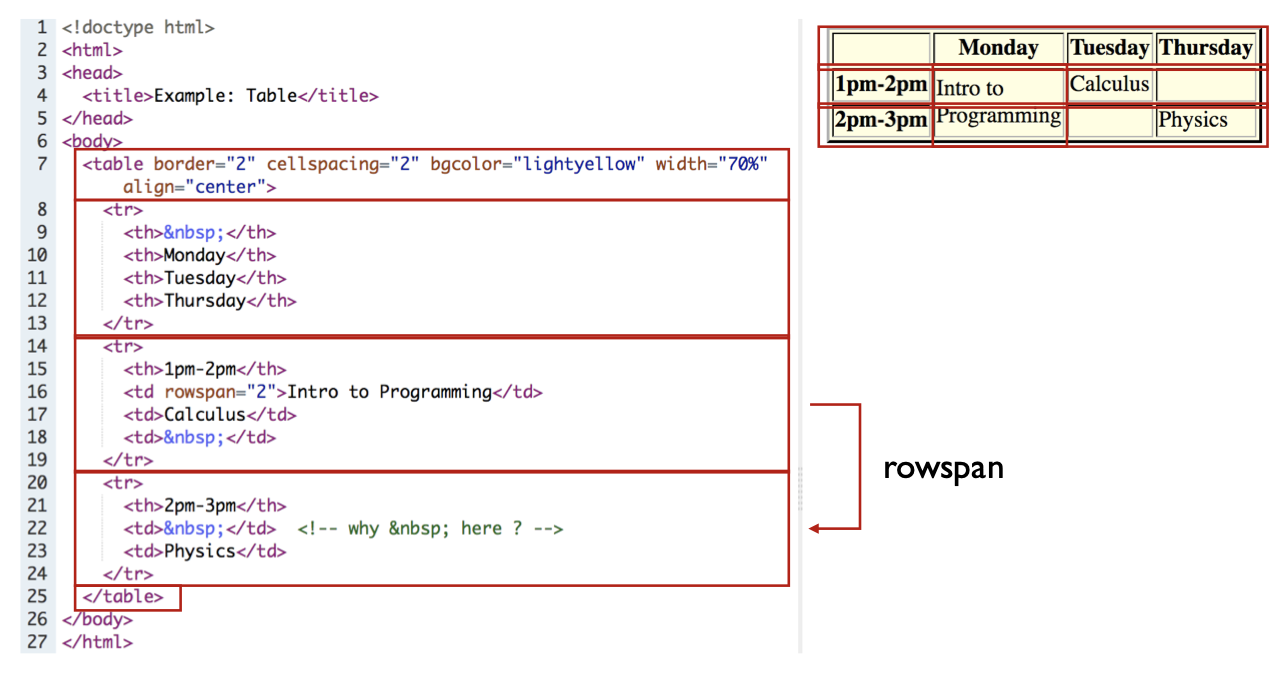 1 <!doctype html>
2 <html>
3 <head>
4 <title>Example: Table</title>
5 </head>
6 <body>
7 <table border="2" cellspacing="2" bgcolor="lightyellow" width="70%"
align="center">
8 <tr>
9 <th>&nbsp;</th>
10 <th>Monday</th>
11 <th>Tuesday</th>
12 <th>Thursday</th>
13 </tr>
14 <tr>
15 <th>1pm-2pm</th>
16 <td rowspan="2">Intro to Programming</td>
17 <td>Calculus</td>
18 <td>&nbsp;</td>
19 </tr>
20 <tr>
21 <th>2pm-3pm</th>
22 <td>&nbsp;</td> <!-- why &nbsp; here ? -->
23 <td>Physics</td>
24 </tr>
25 </table>
26 </body>
27 </html>
Monday Tuesday Thursday
1pm-2pm Intro to Calculus
Programming
2pm-3pm Physics
rowspan